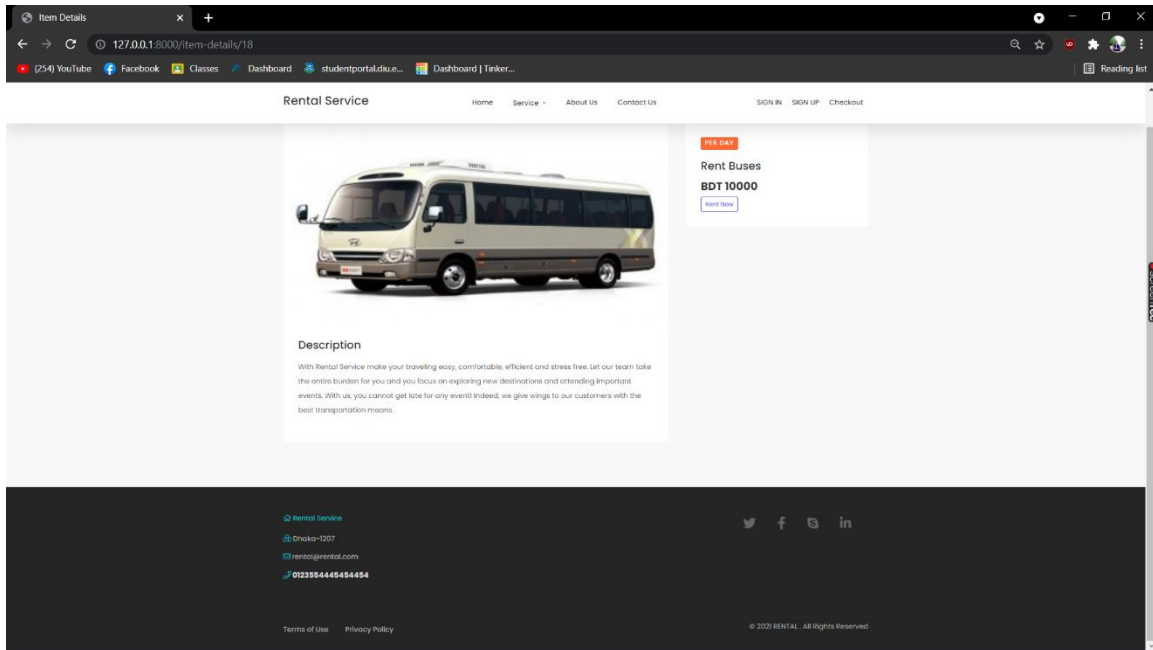 Item Details
127.0.0.1:8000/item-details/18
(254) YouTube Facebook Classes Dashboard studentportal.diu.e... Dashboard | Tinker... Reading list
Rental Service Home Service About Us Contact Us SIGN IN SIGN UP Checkout
PER DAY
Rent Buses
BDT 10000
Rent Now
Description
With Rental Service make your traveling easy, comfortable, efficient and stress free. Let our team take
the entire burden for you and you focus on exploring new destinations and attending important
events. With us, you cannot get late for any event! Indeed, we give wings to our customers with the
best transportation means.
Rental Service
Dhaka-1207
rental@rental.com
0123554445454454
Terms of Use Privacy Policy
© 2021 RENTAL . All Rights Reserved